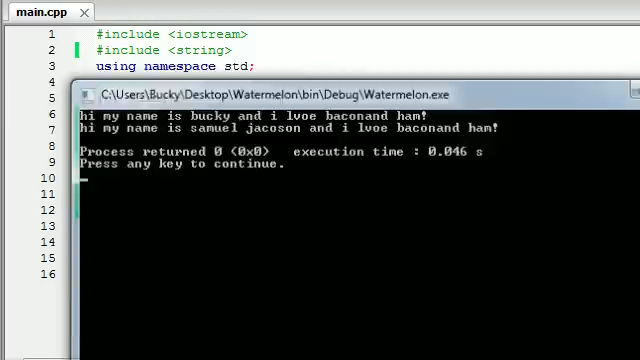 main.cpp
1 #include <iostream>
2 #include <string>
3 using namespace std;
4
5 C:\Users\Bucky\Desktop\Watermelon\bin\Debug\Watermelon.exe
6 hi my name is bucky and i lvoe baconand ham!
7 hi my name is samuel jacoson and i lvoe baconand ham!
8 Process returned 0 (0x0) execution time : 0.046 s
9 Press any key to continue.
10
11
12
13
14
15
16